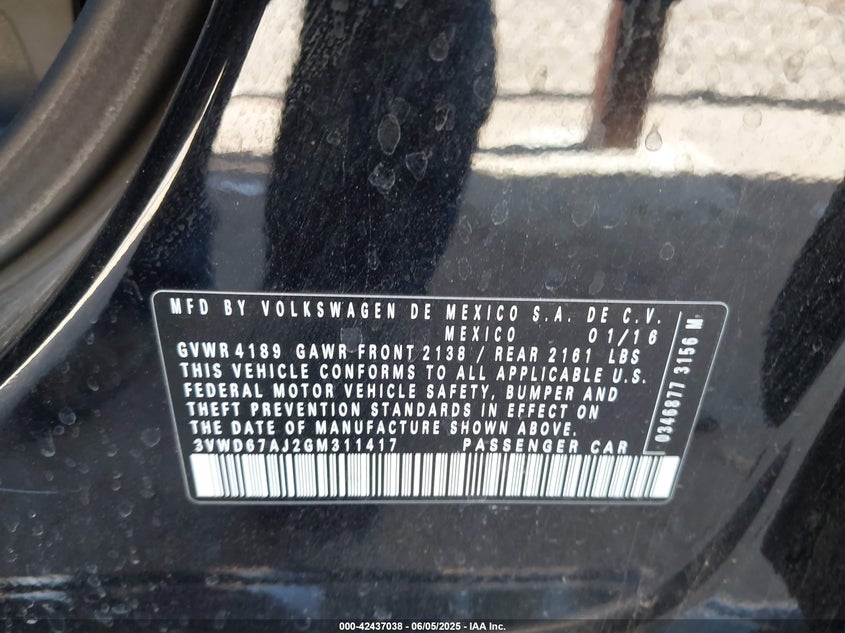 MFD BY VOLKSWAGEN DE MEXICO S.A. DE C.V.
MEXICO 01/16
GVWR 4189 GAWR FRONT 2138 / REAR 2161 LBS
THIS VEHICLE CONFORMS TO ALL APPLICABLE U.S.
FEDERAL MOTOR VEHICLE SAFETY, BUMPER AND
THEFT PREVENTION STANDARDS IN EFFECT ON
THE DATE OF MANUFACTURE SHOWN ABOVE.
3VWD67AJ2GM311417 PASSENGER CAR
0346877 3156 M
000-42437038 - 06/05/2025 - IAA Inc.